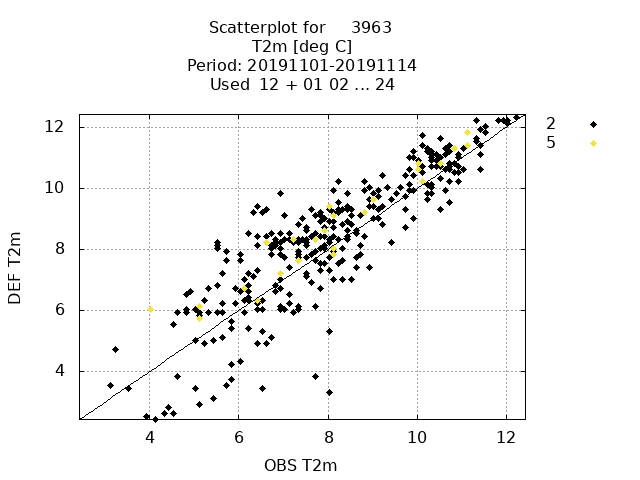 Scatterplot for 3963
T2m [deg C]
Period: 20191101-20191114
Used 12 + 01 02 ... 24
2
5
12
10
8
6
4
DEF T2m
4 6 8 10 12
OBS T2m